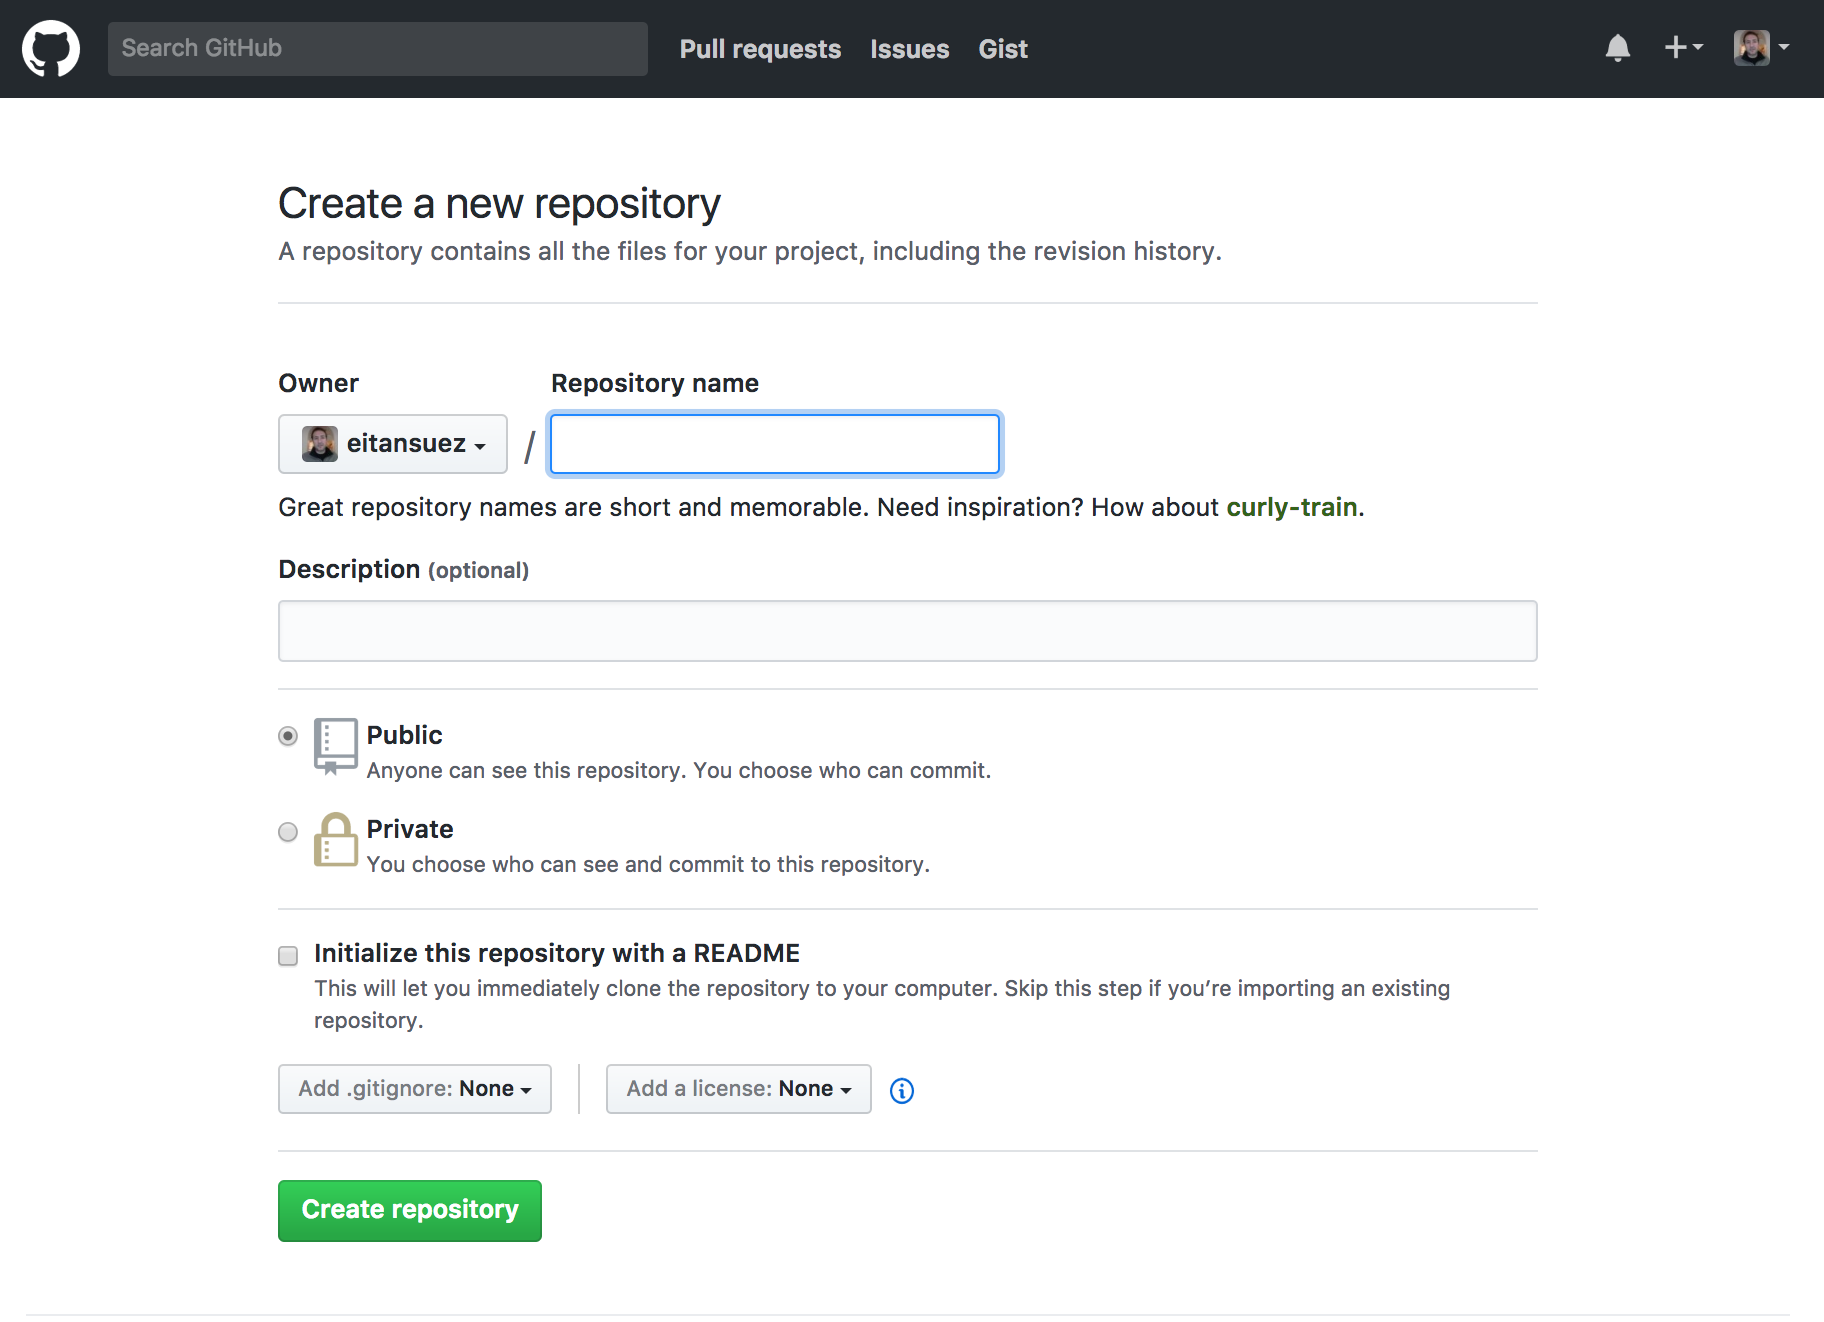 Search GitHub
Pull requests Issues Gist
Create a new repository
A repository contains all the files for your project, including the revision history.
Owner Repository name
eitansuez /
Great repository names are short and memorable. Need inspiration? How about curly-train.
Description (optional)
Public
Anyone can see this repository. You choose who can commit.
Private
You choose who can see and commit to this repository.
Initialize this repository with a README
This will let you immediately clone the repository to your computer. Skip this step if you’re importing an existing
repository.
Add .gitignore: None Add a license: None
Create repository